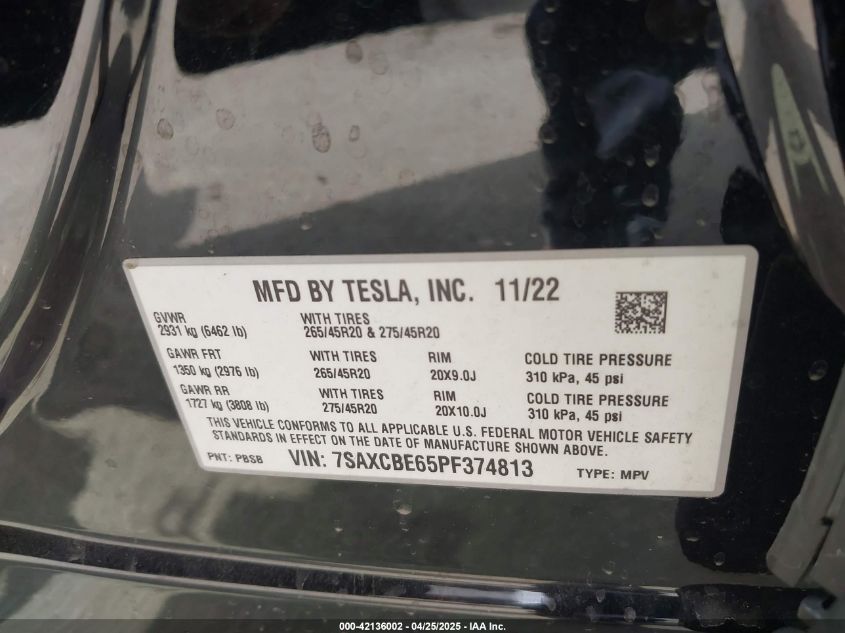 MFD BY TESLA, INC. 11/22
GVWR WITH TIRES
2931 kg (6462 lb) 265/45R20 & 275/45R20
GAWR FRT WITH TIRES RIM COLD TIRE PRESSURE
1350 kg (2976 lb) 265/45R20 20X9.0J 310 kPa, 45 psi
GAWR RR WITH TIRES RIM COLD TIRE PRESSURE
1727 kg (3808 lb) 275/45R20 20X10.0J 310 kPa, 45 psi
THIS VEHICLE CONFORMS TO ALL APPLICABLE U.S. FEDERAL MOTOR VEHICLE SAFETY
STANDARDS IN EFFECT ON THE DATE OF MANUFACTURE SHOWN ABOVE.
PNT: PBSB VIN: 7SAXCBE65PF374813 TYPE: MPV
000-42136002 - 04/25/2025 - IAA Inc.